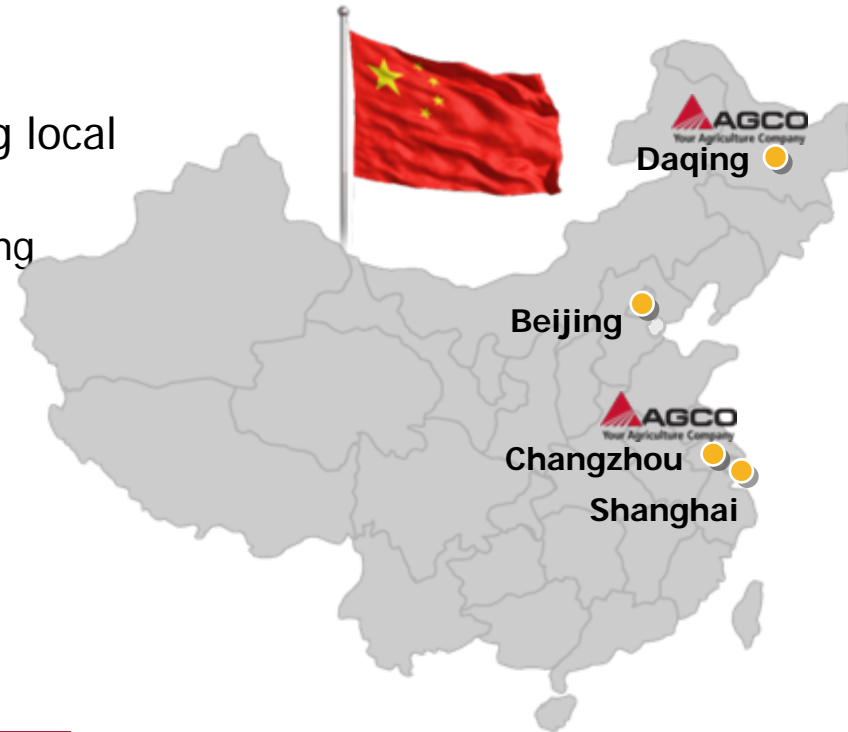 g local
ng
AGCO
Your Agriculture Company
Daqing
Beijing
AGCO
Your Agriculture Company
Changzhou
Shanghai